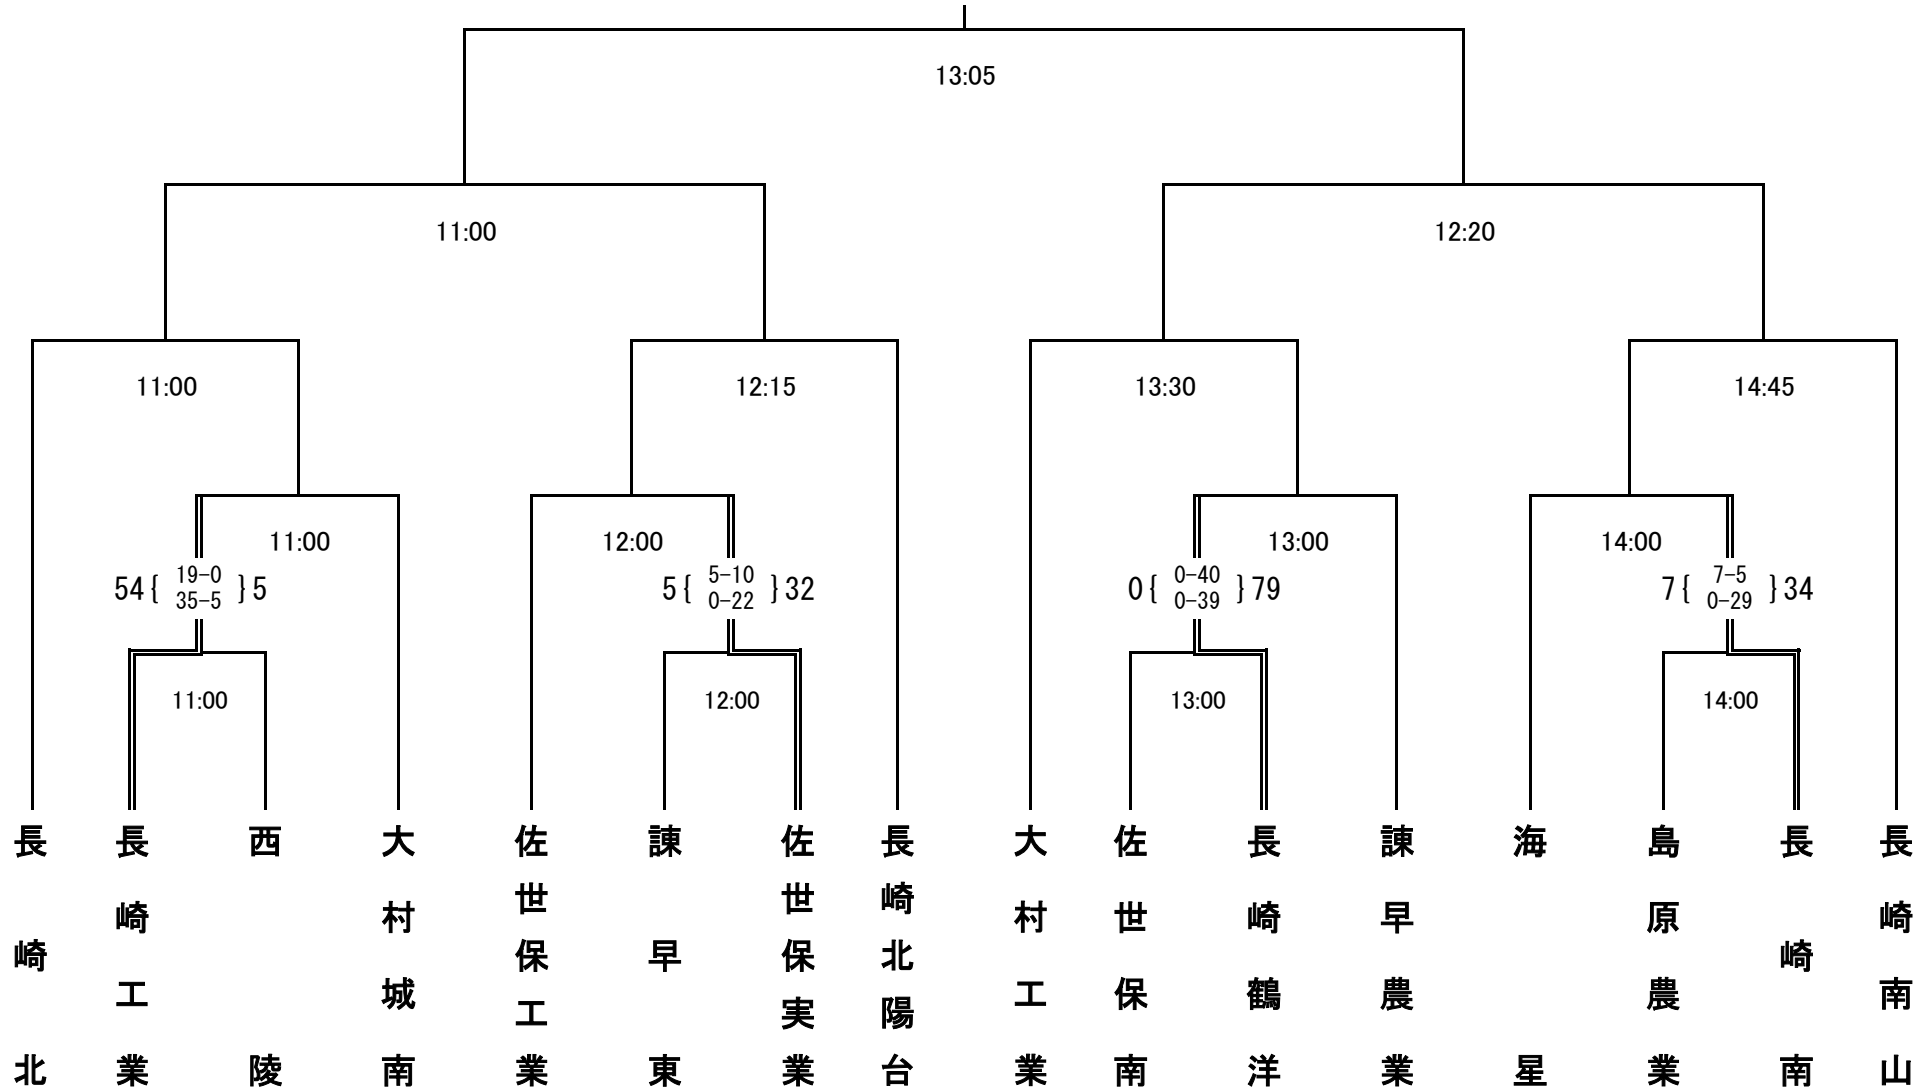 13:05
11:00
12:20
11:00
12:15
13:30
14:45
11:00
12:00
13:00
14:00
54{ 19-0 }5
35-5
5{ 5-10 }32
0-22
0{ 0-40 }79
0-39
7{ 7-5 }34
0-29
11:00
12:00
13:00
14:00
長崎北
長崎工業
西陵
大村城南
佐世保工業
諫早東
佐世保実業
長崎北陽台
大村工業
佐世保南
長崎鶴洋
諫早農業
海星
島原農業
長崎南
長崎南山